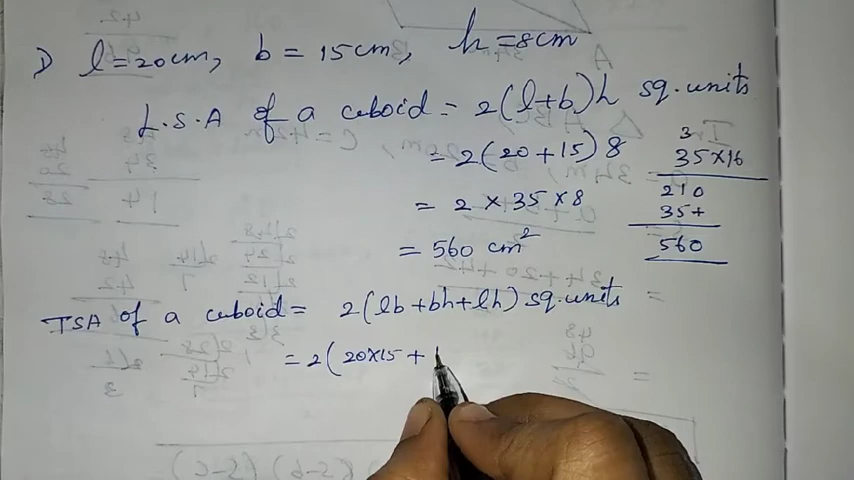 1) l=20cm, b = 15cm, h=8cm
L.S.A of a cuboid = 2(l+b)h sq.units
= 2(20+15)8
= 2 × 35 × 8
= 560 cm²
3
35×16
210
35+
560
TSA of a cuboid = 2(lb+bh+lh) sq.units
= 2(20×15 +